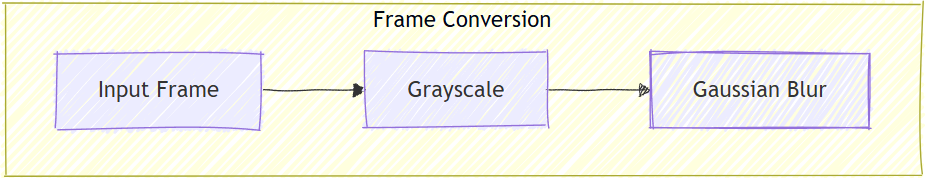 Frame Conversion
Input Frame
Grayscale
Gaussian Blur